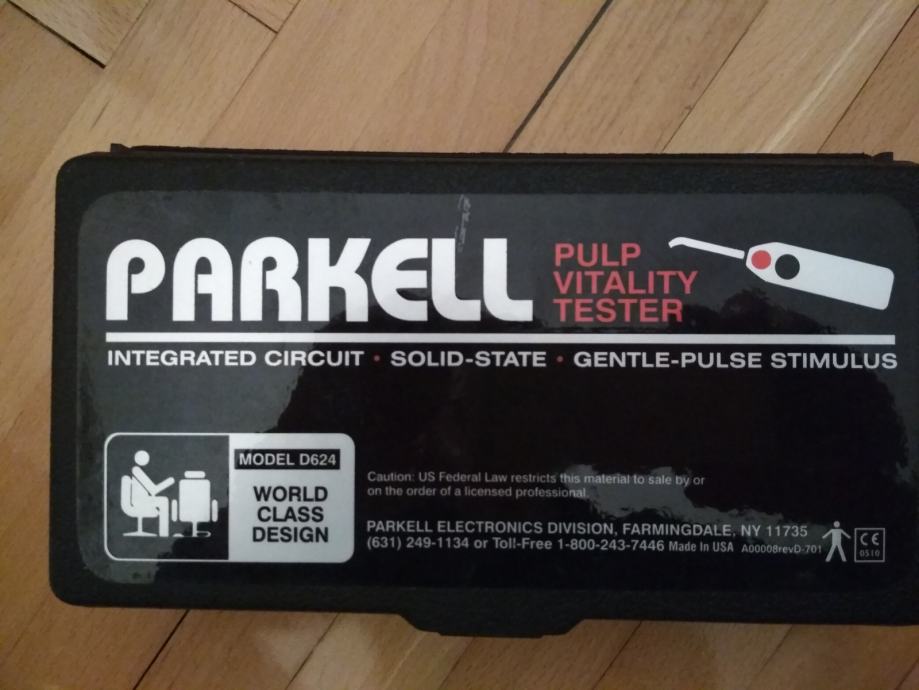 PARKELL
PULP
VITALITY
TESTER
INTEGRATED CIRCUIT • SOLID-STATE • GENTLE-PULSE STIMULUS
MODEL D624
WORLD
CLASS
DESIGN
Caution: US Federal Law restricts this material to sale by or
on the order of a licensed professional.
PARKELL ELECTRONICS DIVISION, FARMINGDALE, NY 11735
(631) 249-1134 or Toll-Free 1-800-243-7446 Made In USA A00008revD-701
CE
0510